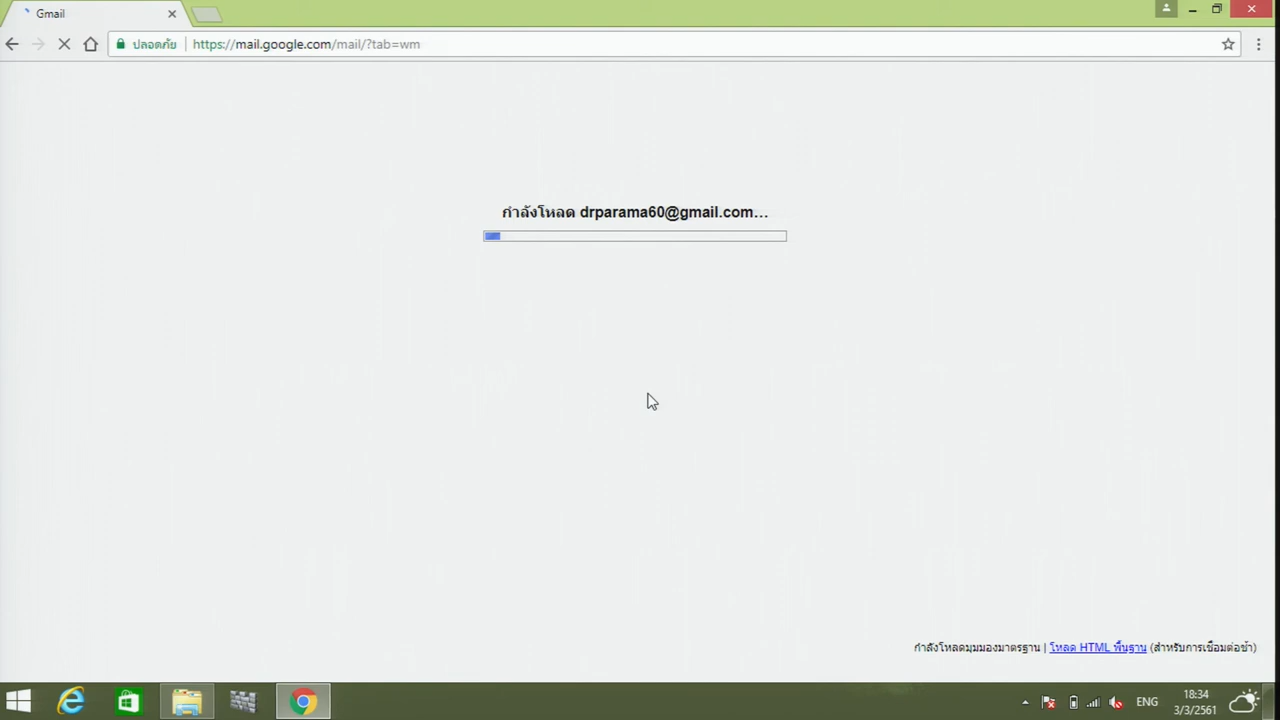 Gmail
ปลอดภัย
https://mail.google.com/mail/?tab=wm
กำลังโหลด drparama60@gmail.com…
กำลังโหลดมุมมองมาตรฐาน | โหลด HTML พื้นฐาน (สำหรับการเชื่อมต่อช้า)
ENG
18:34
3/3/2561